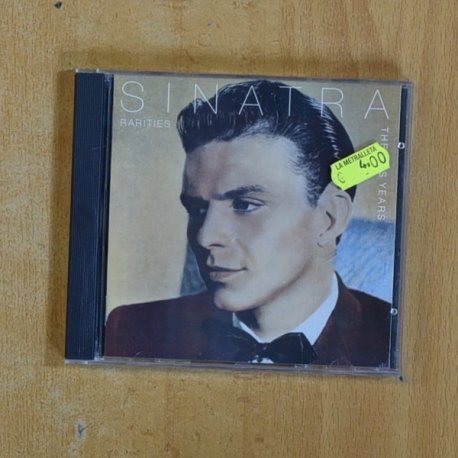 SINATRA
RARITIES
THE
S YEARS
LA METRALLETA
€ 4.00